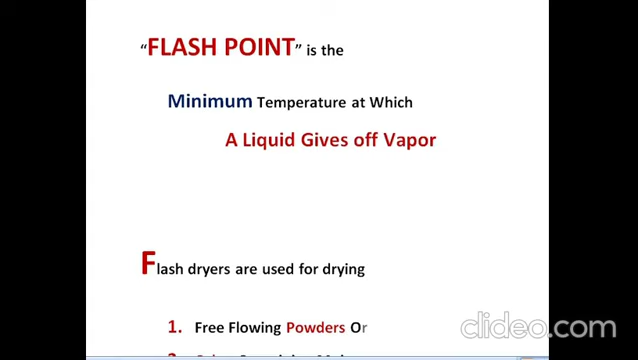 “FLASH POINT” is the
Minimum Temperature at Which
A Liquid Gives off Vapor
Flash dryers are used for drying
1. Free Flowing Powders Or
clideo.com